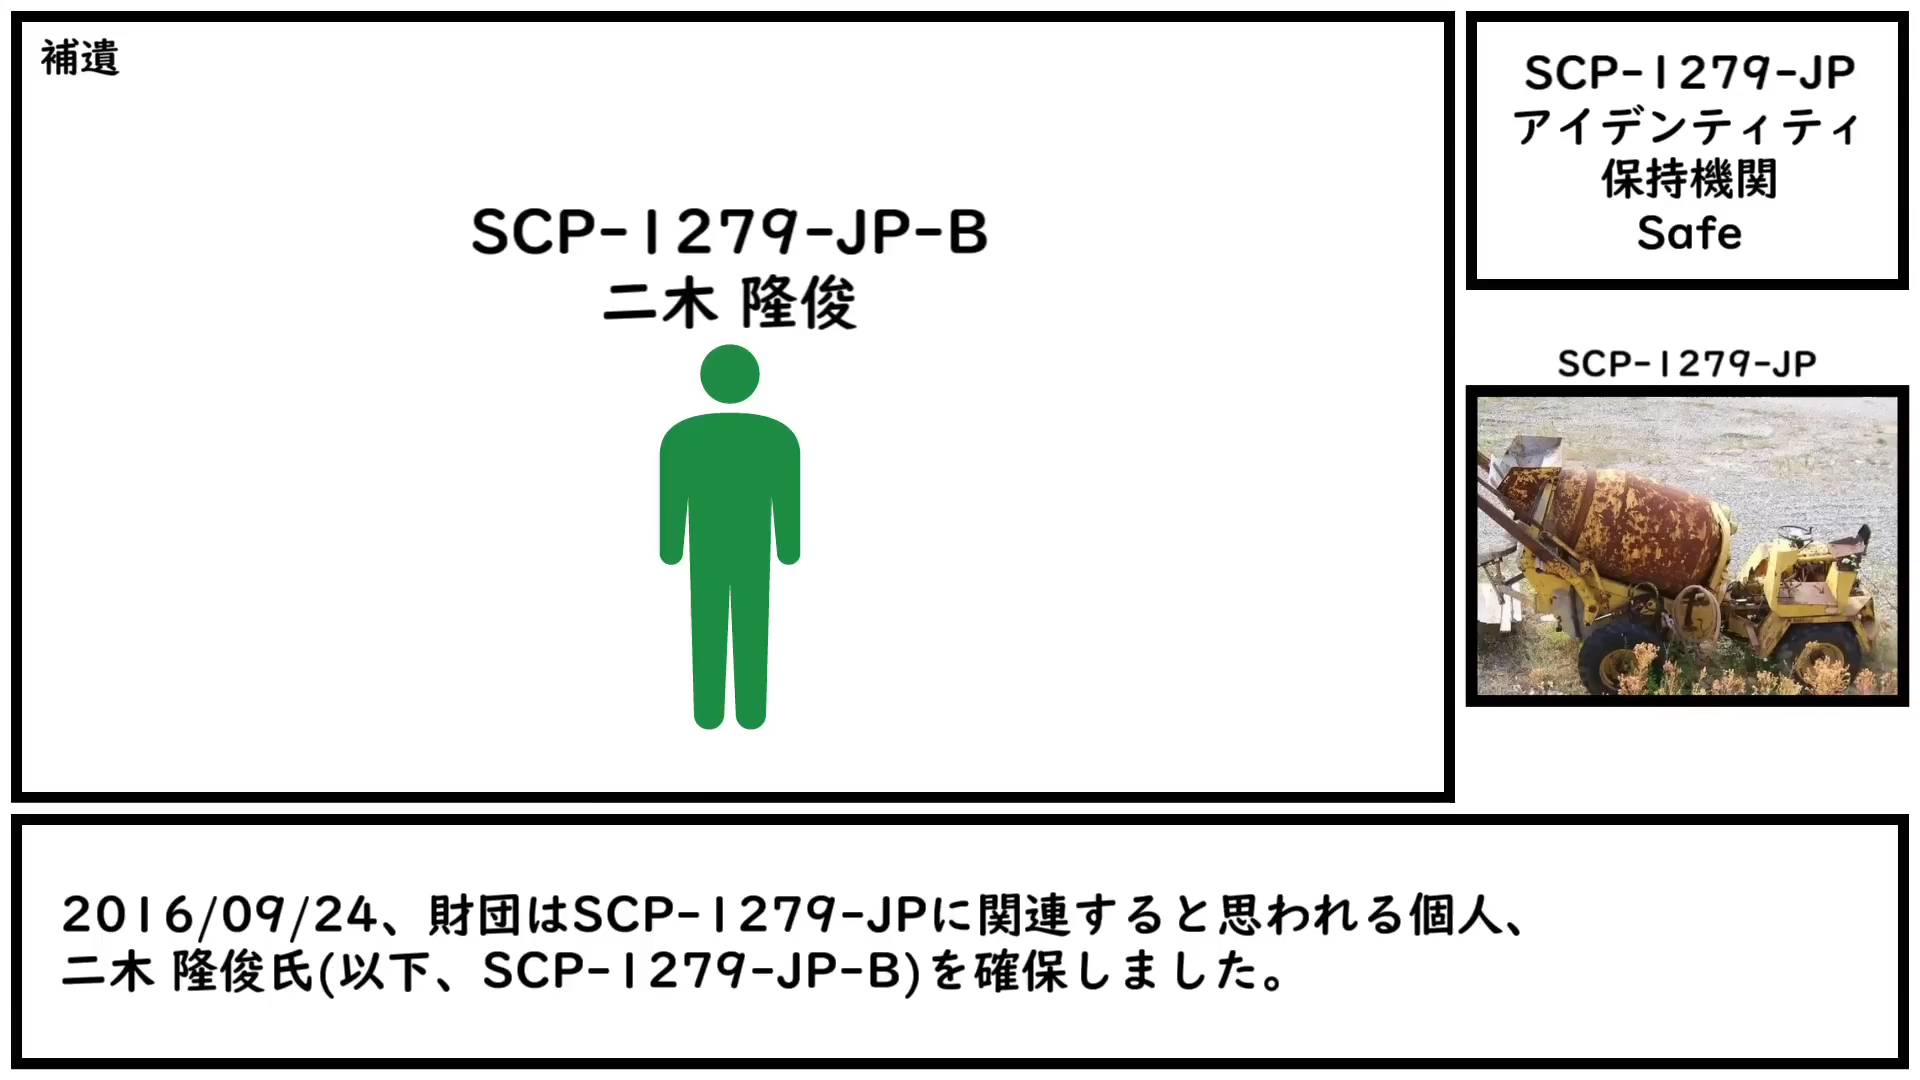 補遺
SCP-1279-JP-B
二木 隆俊
SCP-1279-JP
アイデンティティ
保持機関
Safe
SCP-1279-JP
2016/09/24、財団はSCP-1279-JPに関連すると思われる個人、
二木 隆俊氏(以下、SCP-1279-JP-B)を確保しました。